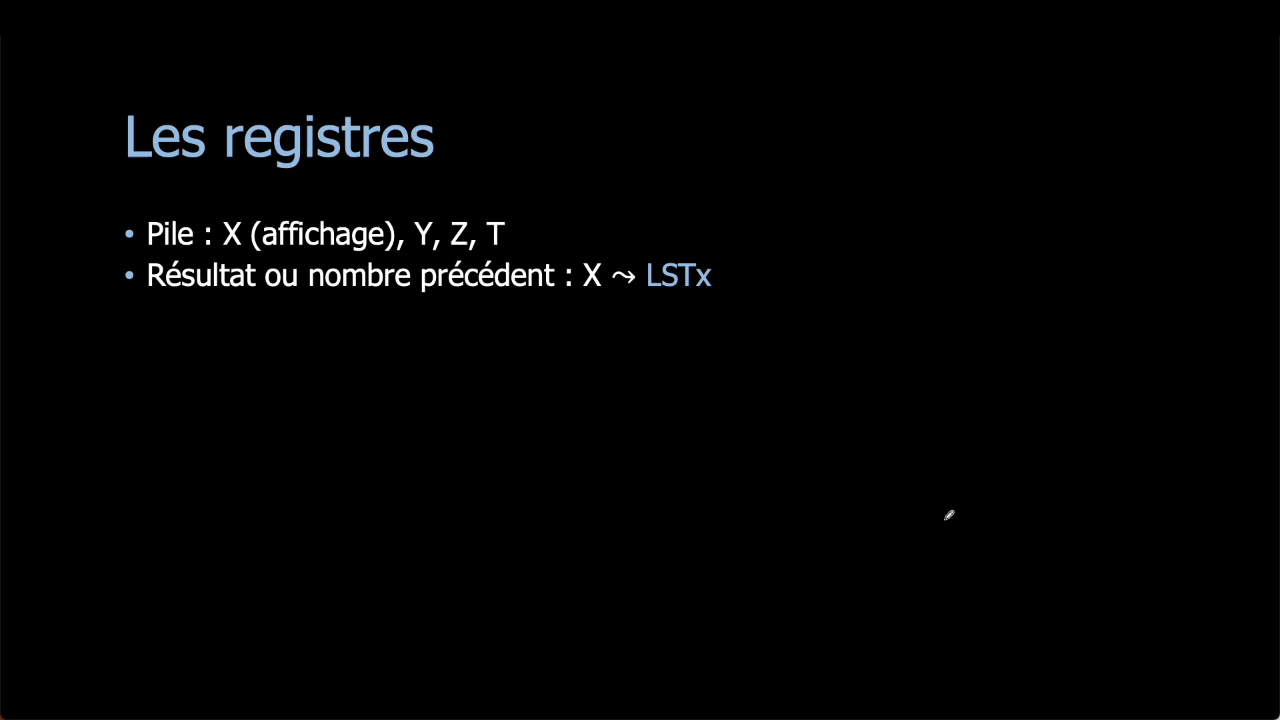 Les registres
• Pile : X (affichage), Y, Z, T
• Résultat ou nombre précédent : X ⤳ LSTx